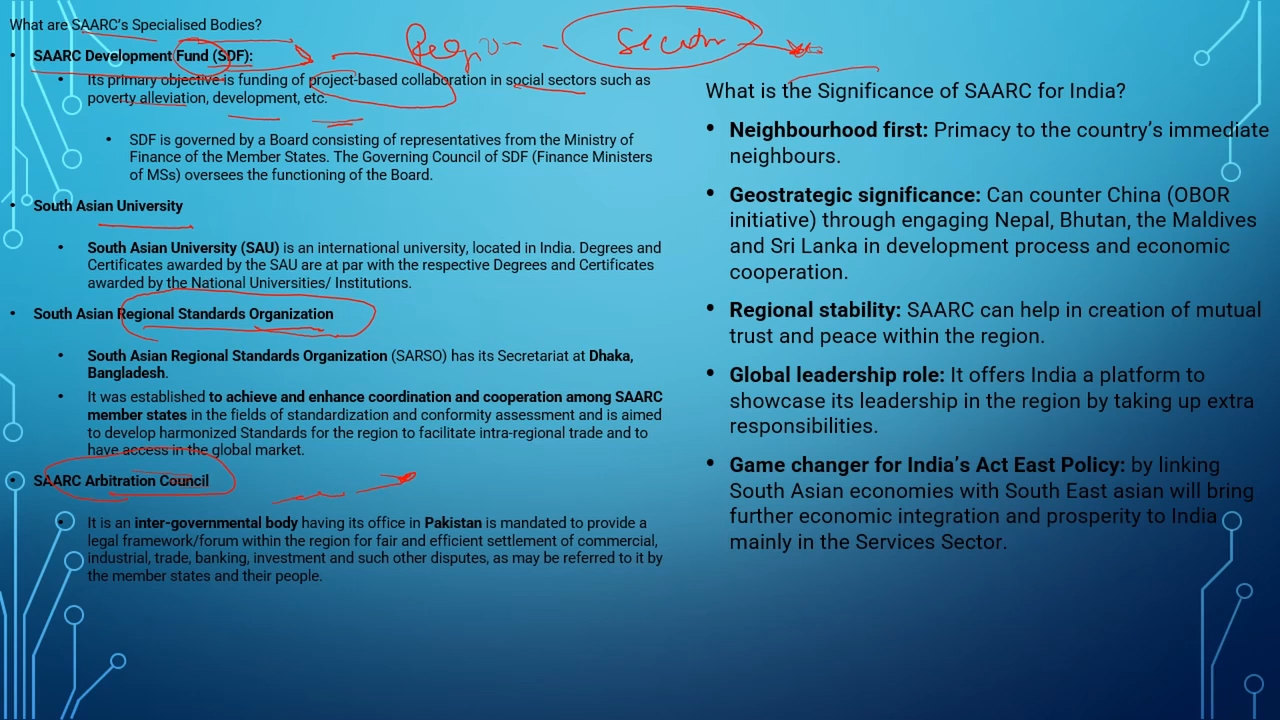 What are SAARC's Specialised Bodies?
• SAARC Development Fund (SDF):
• Its primary objective is funding of project-based collaboration in social sectors such as
poverty alleviation, development, etc.
• SDF is governed by a Board consisting of representatives from the Ministry of
Finance of the Member States. The Governing Council of SDF (Finance Ministers
of MSs) oversees the functioning of the Board.
• South Asian University
• South Asian University (SAU) is an international university, located in India. Degrees and
Certificates awarded by the SAU are at par with the respective Degrees and Certificates
awarded by the National Universities/ Institutions.
• South Asian Regional Standards Organization
• South Asian Regional Standards Organization (SARSO) has its Secretariat at Dhaka,
Bangladesh.
• It was established to achieve and enhance coordination and cooperation among SAARC
member states in the fields of standardization and conformity assessment and is aimed
to develop harmonized Standards for the region to facilitate intra-regional trade and to
have access in the global market.
• SAARC Arbitration Council
• It is an inter-governmental body having its office in Pakistan is mandated to provide a
legal framework/forum within the region for fair and efficient settlement of commercial,
industrial, trade, banking, investment and such other disputes, as may be referred to it by
the member states and their people.
What is the Significance of SAARC for India?
• Neighbourhood first: Primacy to the country's immediate
neighbours.
• Geostrategic significance: Can counter China (OBOR
initiative) through engaging Nepal, Bhutan, the Maldives
and Sri Lanka in development process and economic
cooperation.
• Regional stability: SAARC can help in creation of mutual
trust and peace within the region.
• Global leadership role: It offers India a platform to
showcase its leadership in the region by taking up extra
responsibilities.
• Game changer for India's Act East Policy: by linking
South Asian economies with South East asian will bring
further economic integration and prosperity to India
mainly in the Services Sector.